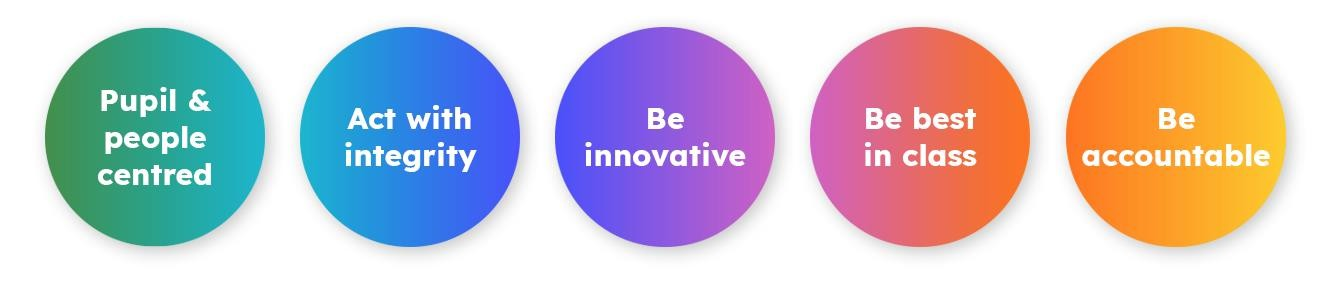 Pupil &
people
centred
Act with
integrity
Be
innovative
Be best
in class
Be
accountable